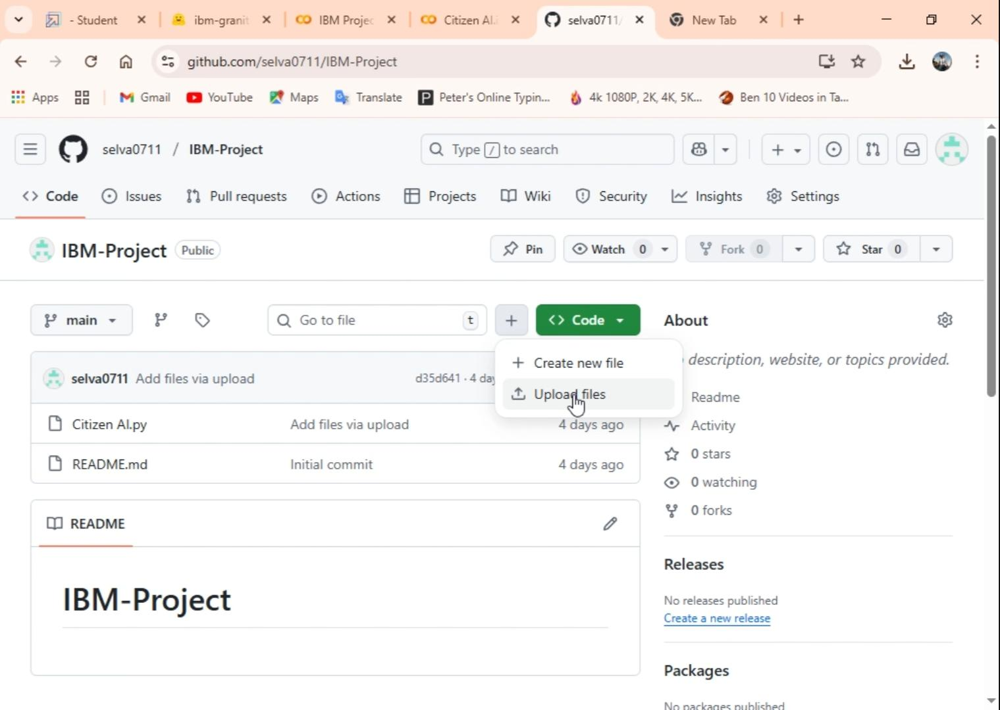 - Student
ibm-granit
IBM Projec
Citizen AI.i
selva0711/
New Tab
github.com/selva0711/IBM-Project
Apps
Gmail
YouTube
Maps
Translate
Peter's Online Typin...
4k 1080P, 2K, 4K, 5K...
Ben 10 Videos in Ta...
selva0711 / IBM-Project
Type / to search
Code
Issues
Pull requests
Actions
Projects
Wiki
Security
Insights
Settings
IBM-Project
Public
Pin
Watch 0
Fork 0
Star 0
main
Go to file
t
Code
About
Create new file
Upload files
description, website, or topics provided.
selva0711 Add files via upload
d35d641 · 4 day
Citizen AI.py
Add files via upload
4 days ago
README.md
Initial commit
4 days ago
Readme
Activity
0 stars
0 watching
0 forks
README
IBM-Project
Releases
No releases published
Create a new release
Packages
No packages published